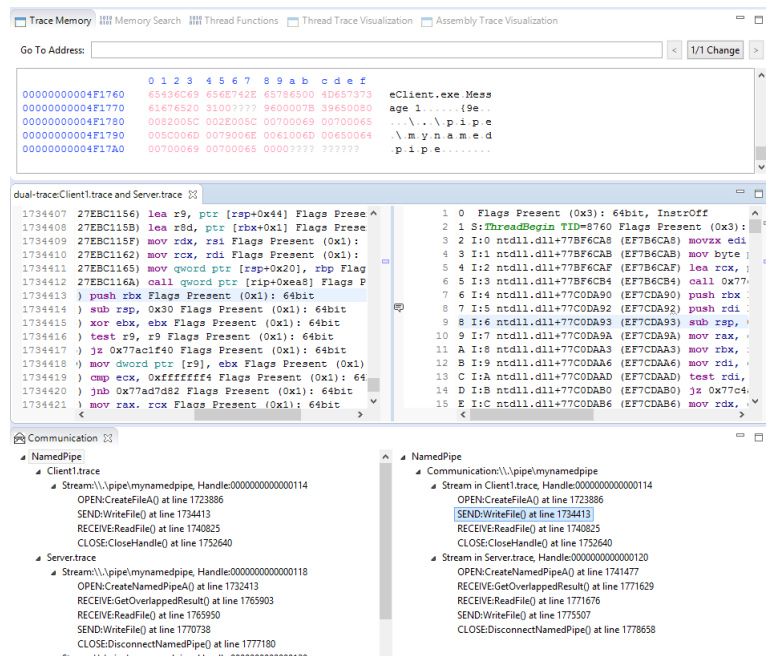 Trace Memory Memory Search Thread Functions Thread Trace Visualization Assembly Trace Visualization
Go To Address: < 1/1 Change >
0 1 2 3 4 5 6 7 8 9 a b c d e f
00000000004F1760 65436C69 656E742E 65786500 4D657373 eClient.exe.Mess
00000000004F1770 61676520 3100???? 9600007B 39650080 age 1......{9e..
00000000004F1780 0082005C 002E005C 00700069 00700065 ...\..\.p.i.p.e
00000000004F1790 005C006D 0079006E 0061006D 00650064 .\.m.y.n.a.m.e.d
00000000004F17A0 00700069 00700065 0000???? ?????? .p.i.p.e........
dual-trace:Client1.trace and Server.trace
1734407 27EBC1156) lea r9, ptr [rsp+0x44] Flags Prese
1734408 27EBC115B) lea r8d, ptr [rbx+0x1] Flags Prese
1734409 27EBC115F) mov rdx, rsi Flags Present (0x1):
1734410 27EBC1162) mov rcx, rdi Flags Present (0x1):
1734411 27EBC1165) mov qword ptr [rsp+0x20], rbp Flag
1734412 27EBC116A) call qword ptr [rip+0xea8] Flags P
1734413 ) push rbx Flags Present (0x1): 64bit
1734414 ) sub rsp, 0x30 Flags Present (0x1): 64bit
1734415 ) xor ebx, ebx Flags Present (0x1): 64bit
1734416 ) test r9, r9 Flags Present (0x1): 64bit
1734417 ) jz 0x77ac1f40 Flags Present (0x1): 64bit
1734418 ) mov dword ptr [r9], ebx Flags Present (0x1)
1734419 ) cmp ecx, 0xfffffff4 Flags Present (0x1): 64
1734420 ) jnb 0x77ad7d82 Flags Present (0x1): 64bit
1734421 ) mov rax, rcx Flags Present (0x1): 64bit
1 0 Flags Present (0x3): 64bit, InstrOff
2 1 S:ThreadBegin TID=8760 Flags Present (0x3):
3 2 I:0 ntdll.dll+77BF6CA8 (EF7B6CA8) movzx edi
4 3 I:1 ntdll.dll+77BF6CAB (EF7B6CAB) mov byte
5 4 I:2 ntdll.dll+77BF6CAF (EF7B6CAF) lea rcx,
6 5 I:3 ntdll.dll+77BF6CB4 (EF7B6CB4) call 0x77
7 6 I:4 ntdll.dll+77C0DA90 (EF7CDA90) push rbx
8 7 I:5 ntdll.dll+77C0DA92 (EF7CDA92) push rdi
9 8 I:6 ntdll.dll+77C0DA93 (EF7CDA93) sub rsp,
10 9 I:7 ntdll.dll+77C0DA9A (EF7CDA9A) mov rax,
11 A I:8 ntdll.dll+77C0DAA3 (EF7CDAA3) mov rbx,
12 B I:9 ntdll.dll+77C0DAA6 (EF7CDAA6) mov rdi,
13 C I:A ntdll.dll+77C0DAAD (EF7CDAAD) test rdi,
14 D I:B ntdll.dll+77C0DAB0 (EF7CDAB0) jz 0x77c4
15 E I:C ntdll.dll+77C0DAB6 (EF7CDAB6) mov rdx,
Communication
NamedPipe
Client1.trace
Stream:\\.\pipe\mynamedpipe, Handle:0000000000000114
OPEN:CreateFileA() at line 1723886
SEND:WriteFile() at line 1734413
RECEIVE:ReadFile() at line 1740825
CLOSE:CloseHandle() at line 1752640
Server.trace
Stream:\\.\pipe\mynamedpipe, Handle:0000000000000118
OPEN:CreateNamedPipeA() at line 1732413
RECEIVE:GetOverlappedResult() at line 1765903
RECEIVE:ReadFile() at line 1765950
SEND:WriteFile() at line 1770738
CLOSE:DisconnectNamedPipe() at line 1777180
NamedPipe
Communication:\\.\pipe\mynamedpipe
Stream in Client1.trace, Handle:0000000000000114
OPEN:CreateFileA() at line 1723886
SEND:WriteFile() at line 1734413
RECEIVE:ReadFile() at line 1740825
CLOSE:CloseHandle() at line 1752640
Stream in Server.trace, Handle:0000000000000120
OPEN:CreateNamedPipeA() at line 1741477
RECEIVE:GetOverlappedResult() at line 1771629
RECEIVE:ReadFile() at line 1771676
SEND:WriteFile() at line 1775507
CLOSE:DisconnectNamedPipe() at line 1778658